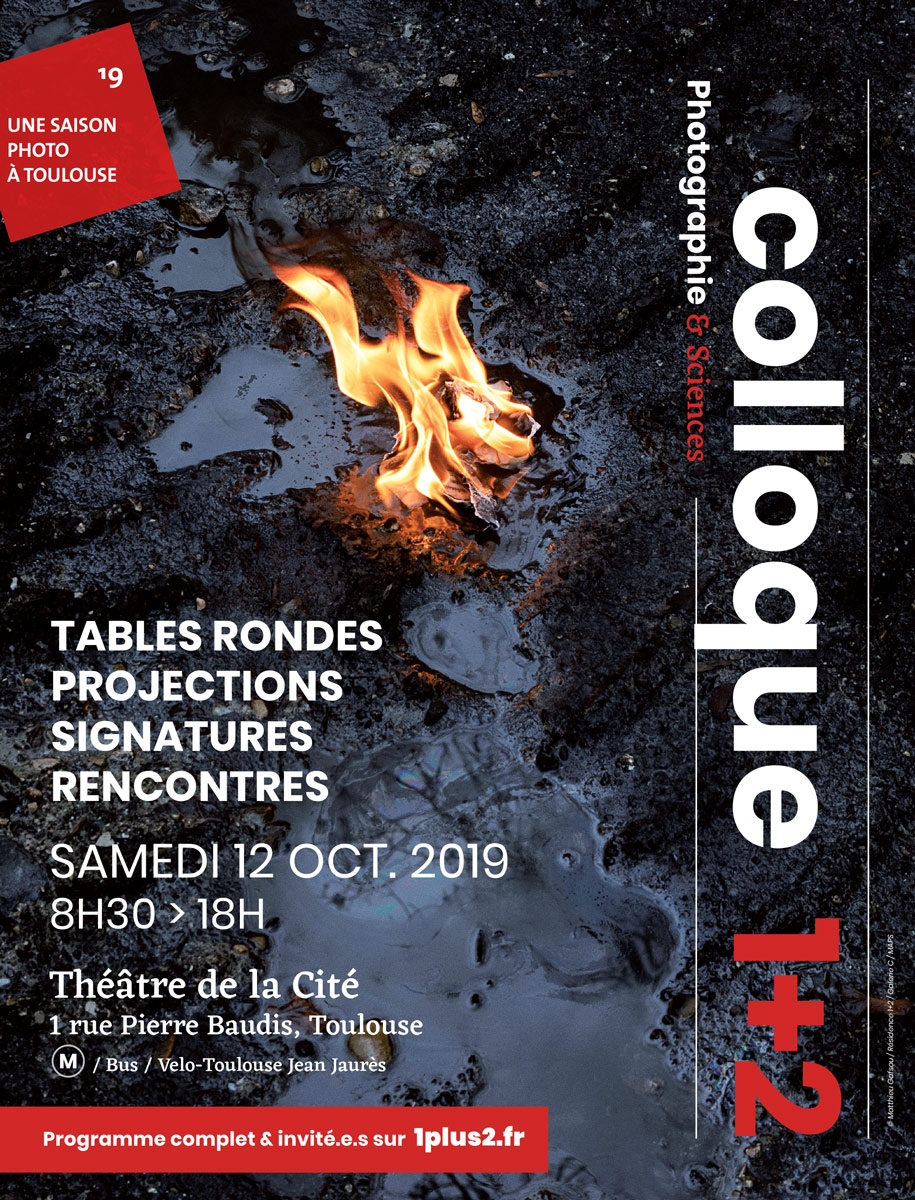 19
UNE SAISON
PHOTO
À TOULOUSE
Photographie & Sciences
colloque 1+2
TABLES RONDES
PROJECTIONS
SIGNATURES
RENCONTRES
SAMEDI 12 OCT. 2019
8H30 > 18H
Théâtre de la Cité
1 rue Pierre Baudis, Toulouse
M / Bus / Velo-Toulouse Jean Jaurès
Programme complet & invité.e.s sur 1plus2.fr
© Matthieu Gafsou / Résidence 1+2 / Galerie C / MAPS